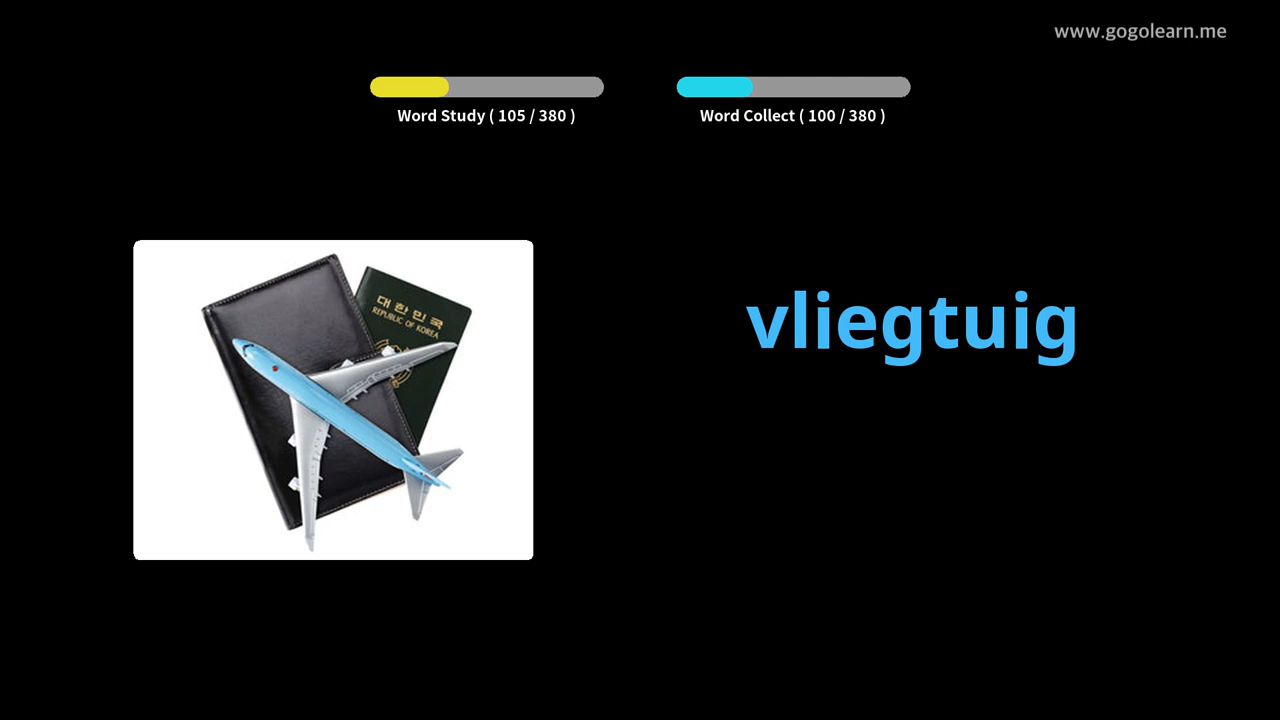 www.gogolearn.me
Word Study ( 105 / 380 )
Word Collect ( 100 / 380 )
대한민국
REPUBLIC OF KOREA
vliegtuig